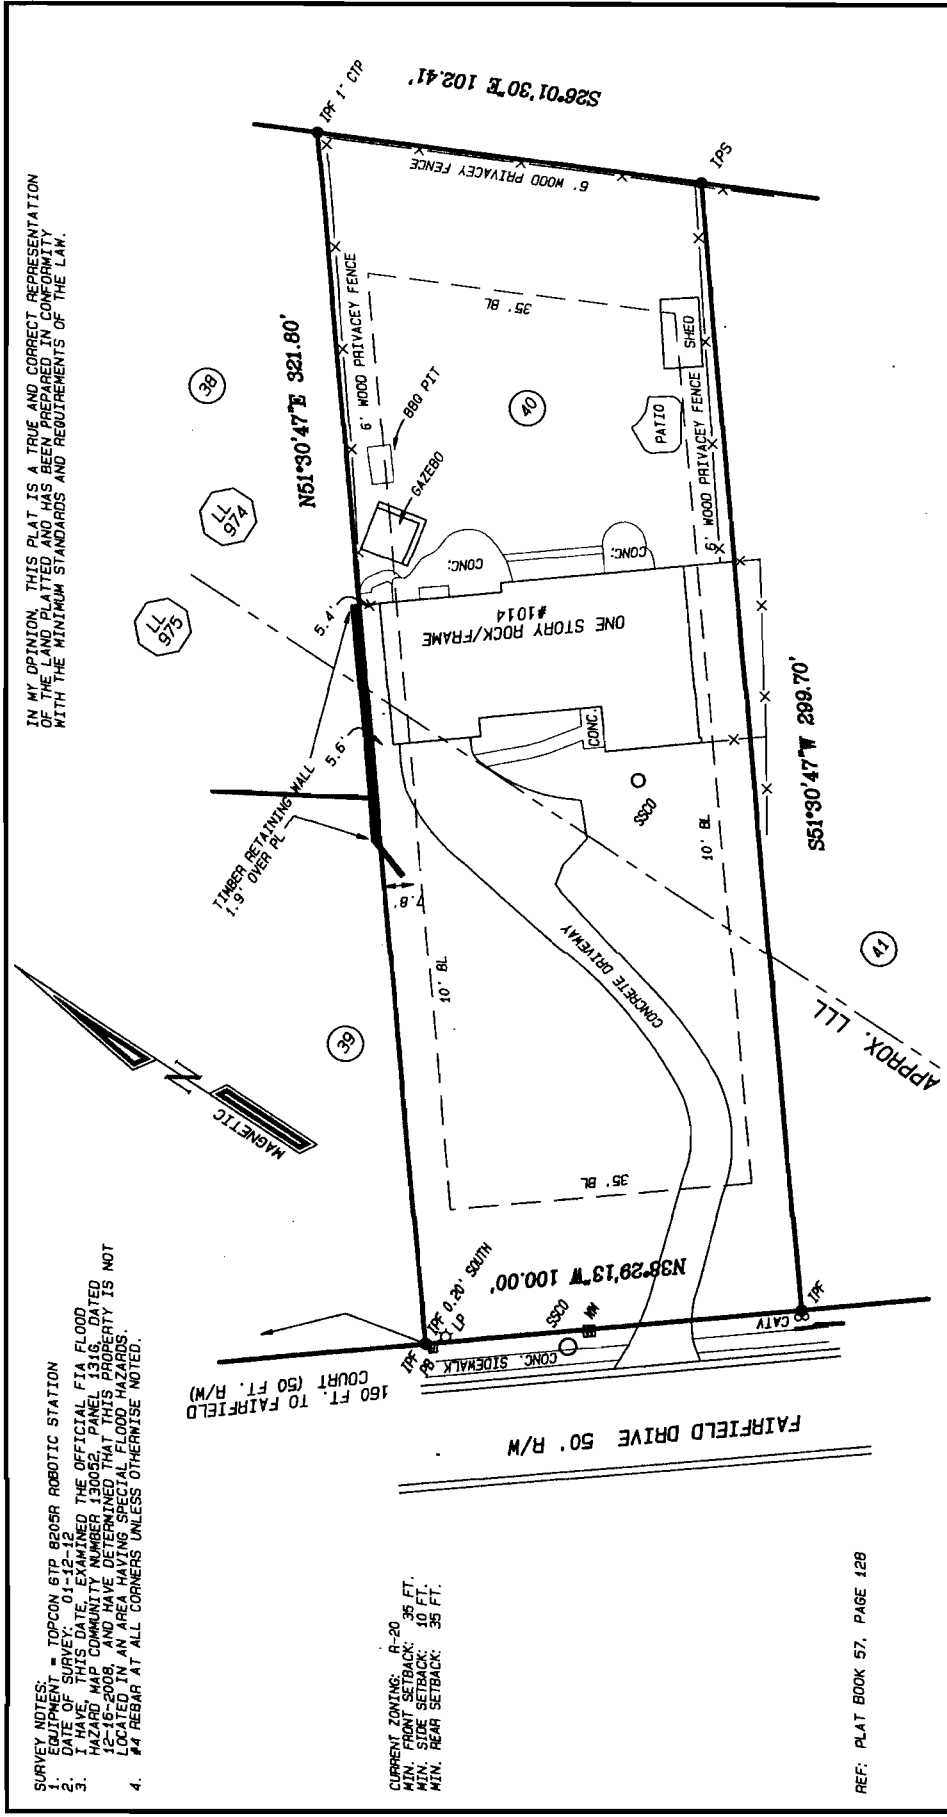 SURVEY NOTES:
1. EQUIPMENT = TOPCON GTP 8205R ROBOTIC STATION
2. DATE OF SURVEY: 01-12-12
3. I HAVE, THIS DATE, EXAMINED THE OFFICIAL FIA FLOOD
HAZARD MAP COMMUNITY NUMBER 130052, PANEL 131G, DATED
12-16-2008, AND HAVE DETERMINED THAT THIS PROPERTY IS NOT
LOCATED IN AN AREA HAVING SPECIAL FLOOD HAZARDS.
4. #4 REBAR AT ALL CORNERS UNLESS OTHERWISE NOTED.
IN MY OPINION, THIS PLAT IS A TRUE AND CORRECT REPRESENTATION
OF THE LAND PLATTED AND HAS BEEN PREPARED IN CONFORMITY
WITH THE MINIMUM STANDARDS AND REQUIREMENTS OF THE LAW.
MAGNETIC
N
LL
975
LL
974
38
39
TIMBER RETAINING WALL
1.9' OVER PL
N51°30'47"E 321.80'
IPF 1" CTP
S26°01'30"E 102.41'
6' WOOD PRIVACEY FENCE
6' WOOD PRIVACEY FENCE
5.4'
5.6'
7.8'
10' BL
35' BL
BBQ PIT
GAZEBO
CONC.
CONC.
ONE STORY ROCK/FRAME
#1014
CONC.
40
PATIO
SHED
6' WOOD PRIVACEY FENCE
IPS
SSCO
10' BL
35' BL
CONCRETE DRIVEWAY
S51°30'47"W 299.70'
APPROX. LLL
41
160 FT. TO FAIRFIELD
COURT (50 FT. R/W)
IPF
IPF 0.20' SOUTH
PB
LP
N38°29'13"W 100.00'
CONC. SIDEWALK
SSCO
WM
CATV
IPF
FAIRFIELD DRIVE 50' R/W
CURRENT ZONING: R-20
MIN. FRONT SETBACK: 35 FT.
MIN. SIDE SETBACK: 10 FT.
MIN. REAR SETBACK: 35 FT.
REF: PLAT BOOK 57, PAGE 128